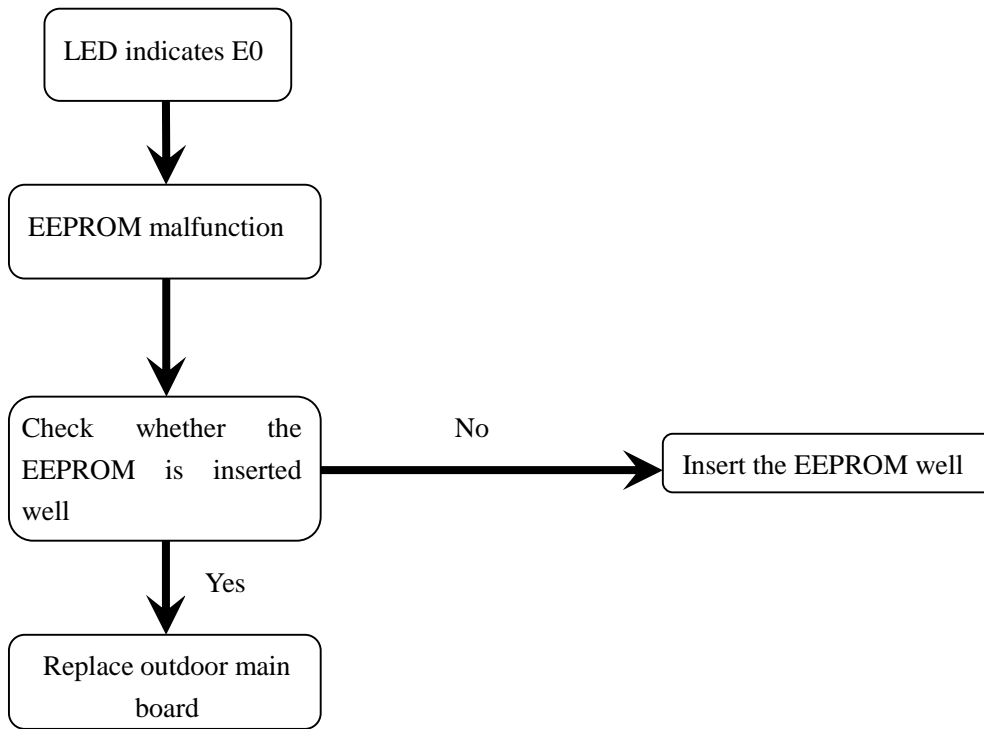 LED indicates E0
EEPROM malfunction
Check whether the
EEPROM is inserted
well
No
Insert the EEPROM well
Yes
Replace outdoor main
board